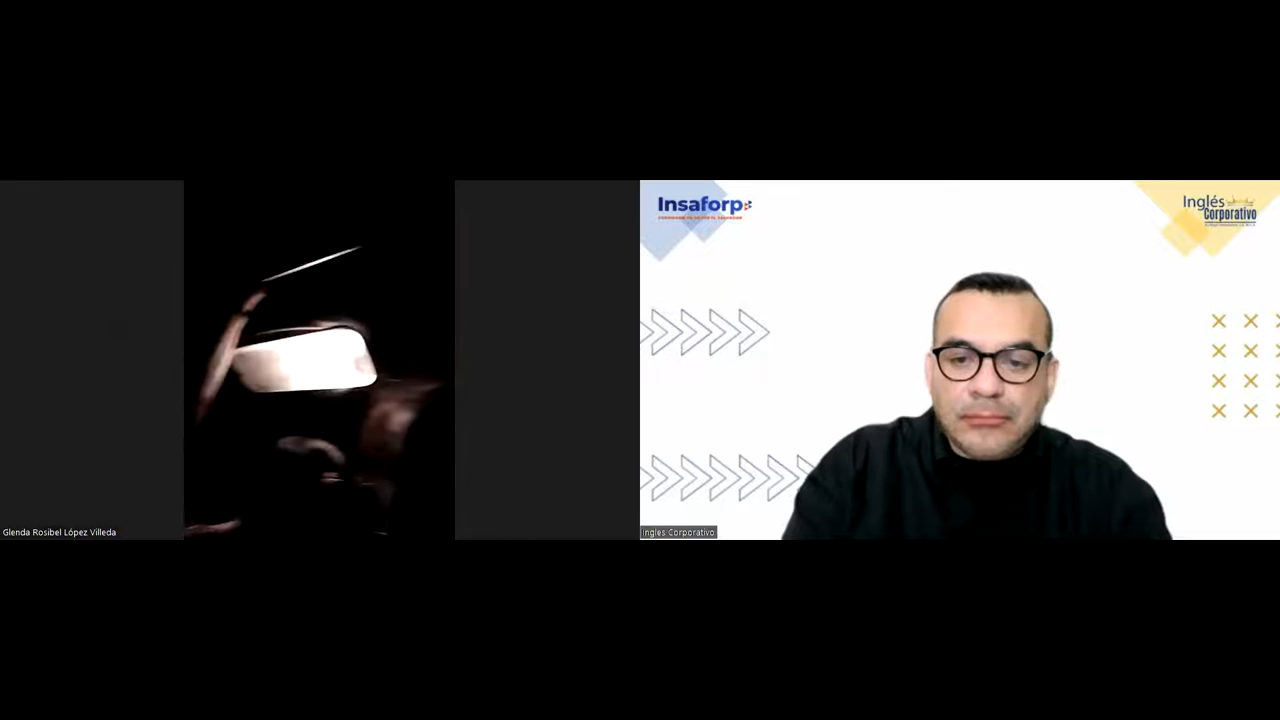 Insaforp
Inglés
Corporativo
Glenda Rosibel López Villeda
Ingles Corporativo